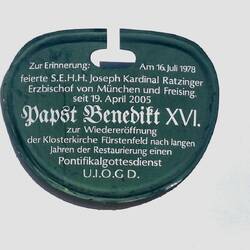 Zur Erinnerung: Am 16. Juli 1978
feierte S.E.H.H. Joseph Kardinal Ratzinger
Erzbischof von München und Freising.
seit 19. April 2005
Papst Benedikt XVI.
zur Wiedereröffnung
der Klosterkirche Fürstenfeld nach langen
Jahren der Restaurierung einen
Pontifikalgottesdienst
U.I.O.G.D.